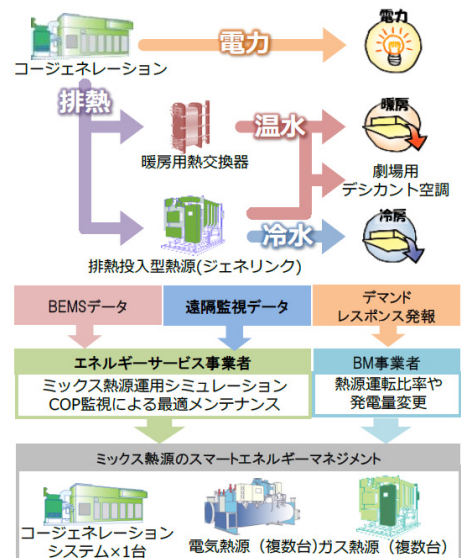 電力
電力
コージェネレーション
排熱
温水
暖房
暖房用熱交換器
劇場用
デシカント空調
冷水
冷房
排熱投入型熱源(ジェネリンク)
BEMSデータ
遠隔監視データ
デマンド
レスポンス発報
エネルギーサービス事業者
ミックス熱源運用シミュレーション
COP監視による最適メンテナンス
BM事業者
熱源運転比率や
発電量変更
ミックス熱源のスマートエネルギーマネジメント
コージェネレーション
システム×1台
電気熱源（複数台）
ガス熱源（複数台）